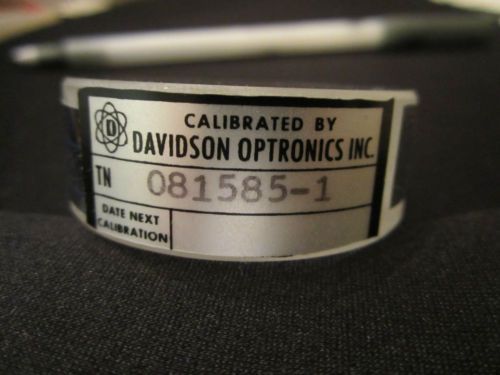 D
CALIBRATED BY
DAVIDSON OPTRONICS INC.
TN 081585-1
DATE NEXT
CALIBRATION